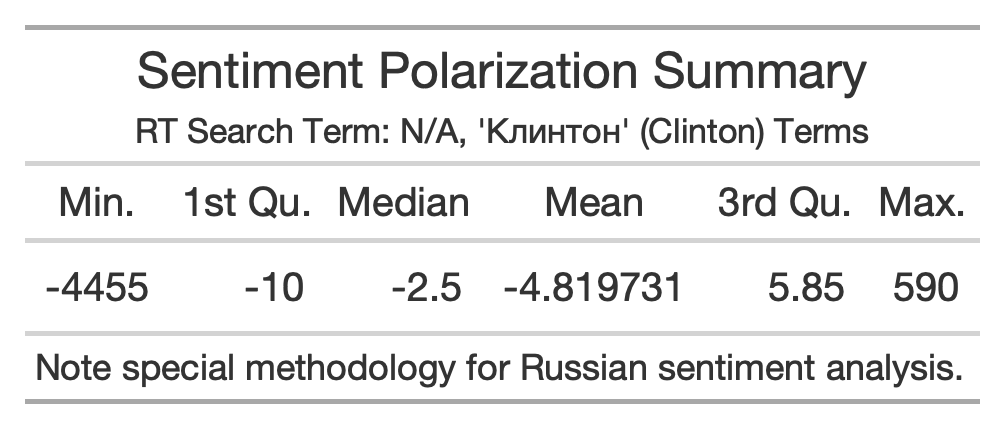 Sentiment Polarization Summary
RT Search Term: N/A, 'Клинтон' (Clinton) Terms
Min. 1st Qu. Median Mean 3rd Qu. Max.
-4455 -10 -2.5 -4.819731 5.85 590
Note special methodology for Russian sentiment analysis.